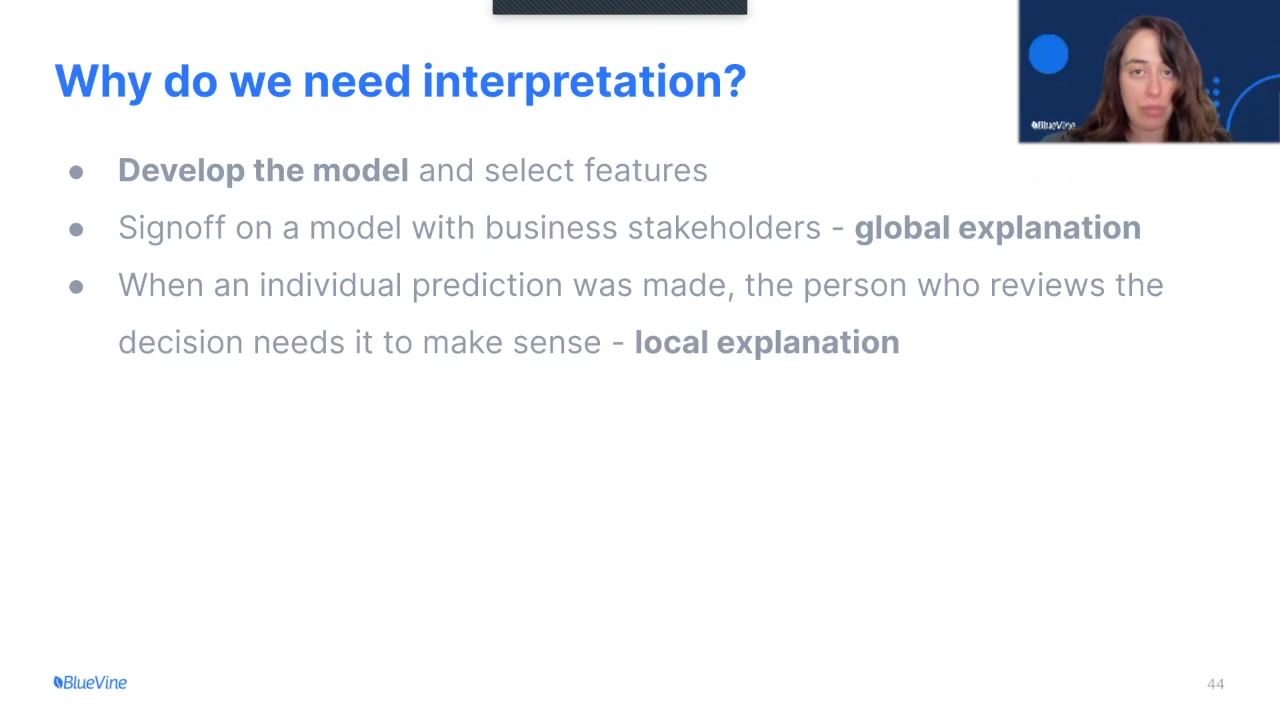 Why do we need interpretation?
BlueVine
● Develop the model and select features
● Signoff on a model with business stakeholders - global explanation
● When an individual prediction was made, the person who reviews the
decision needs it to make sense - local explanation
BlueVine
44